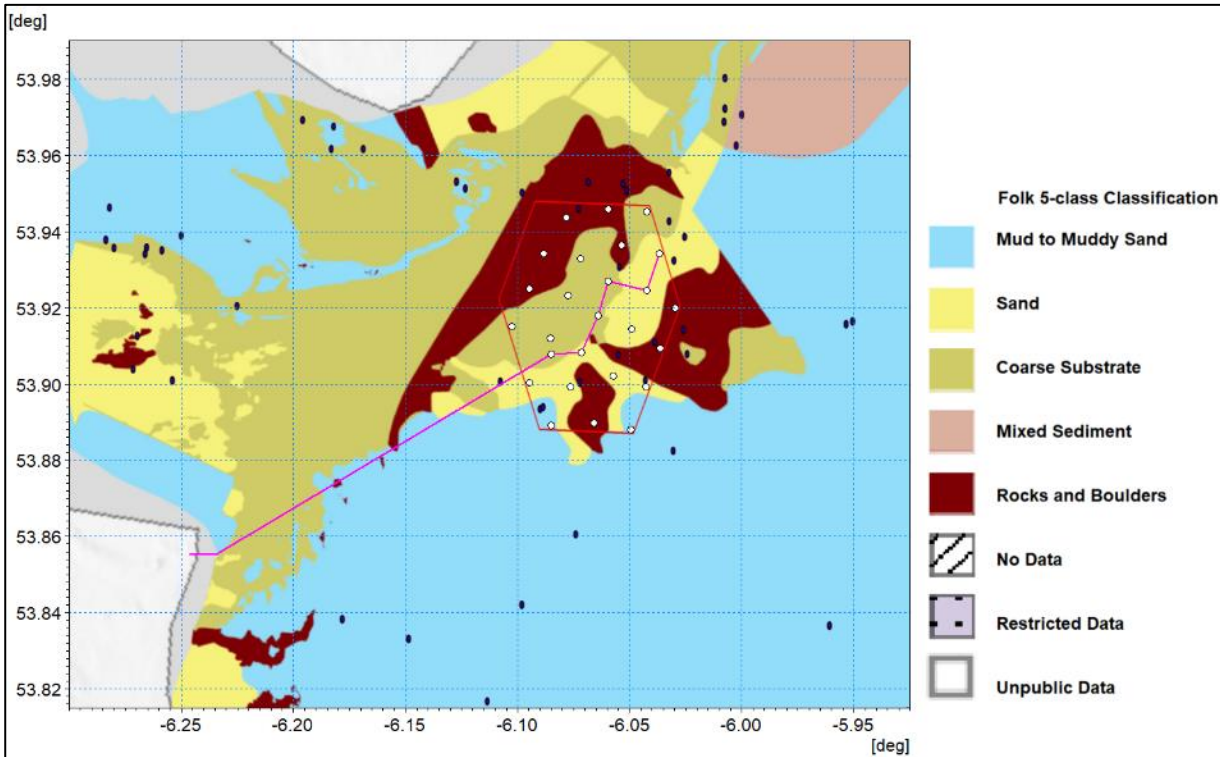 [deg]
53.98
53.96
53.94
53.92
53.90
53.88
53.86
53.84
53.82
-6.25
-6.20
-6.15
-6.10
-6.05
-6.00
-5.95
[deg]
Folk 5-class Classification
Mud to Muddy Sand
Sand
Coarse Substrate
Mixed Sediment
Rocks and Boulders
No Data
Restricted Data
Unpublic Data